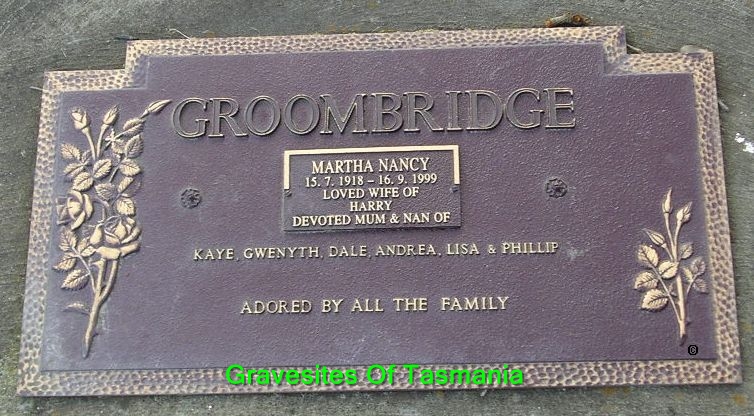 GROOMBRIDGE
MARTHA NANCY
15. 7. 1918 – 16. 9. 1999
LOVED WIFE OF
HARRY
DEVOTED MUM & NAN OF
KAYE, GWENYTH, DALE, ANDREA, LISA & PHILLIP
ADORED BY ALL THE FAMILY
©
Gravesites Of Tasmania